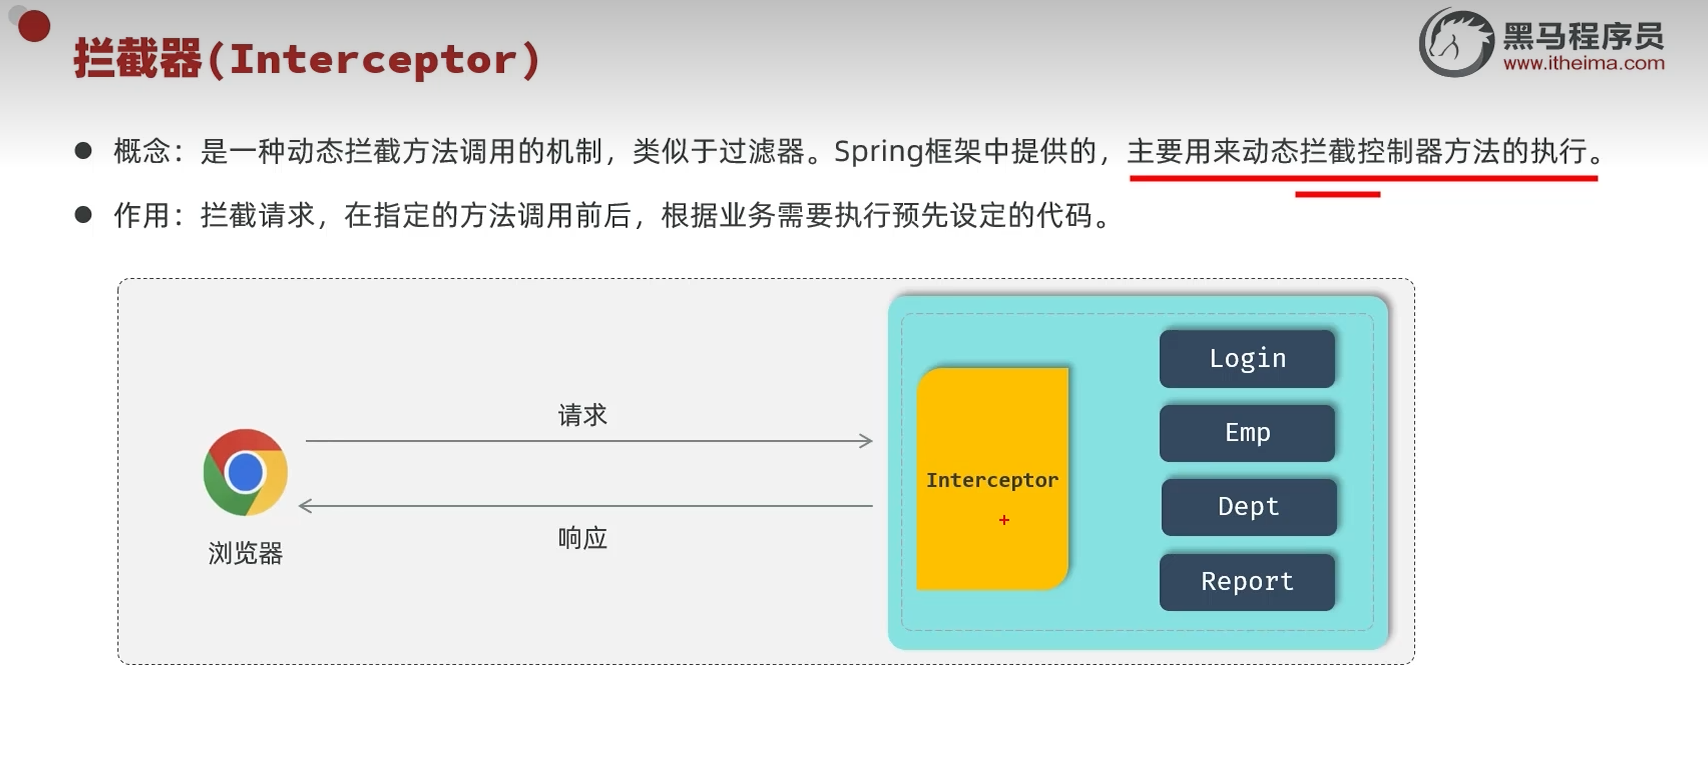 拦截器(Interceptor)
黑马程序员
www.itheima.com
概念：是一种动态拦截方法调用的机制，类似于过滤器。Spring框架中提供的，主要用来动态拦截控制器方法的执行。
作用：拦截请求，在指定的方法调用前后，根据业务需要执行预先设定的代码。
请求
响应
浏览器
Interceptor
Login
Emp
Dept
Report